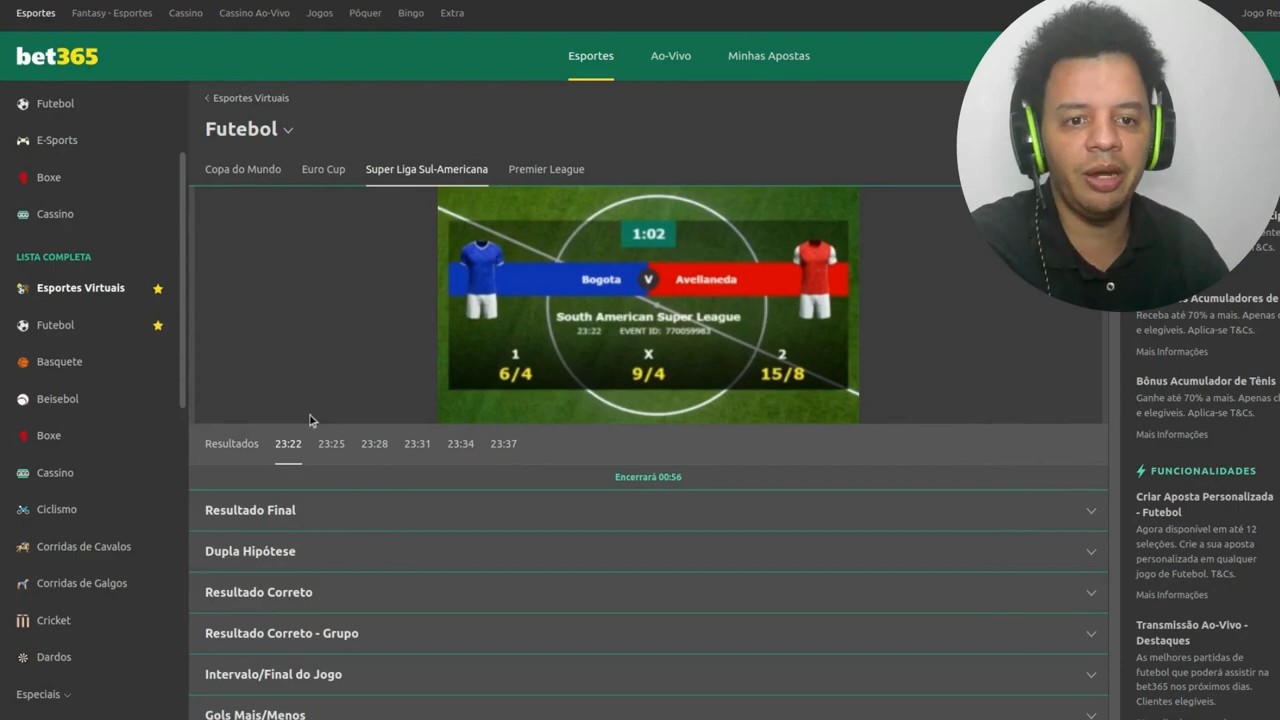 Esportes
Fantasy - Esportes
Cassino
Cassino Ao-Vivo
Jogos
Pôquer
Bingo
Extra
bet365
Esportes
Ao-Vivo
Minhas Apostas
Futebol
E-Sports
Boxe
Cassino
LISTA COMPLETA
Esportes Virtuais
Futebol
Basquete
Beisebol
Boxe
Cassino
Ciclismo
Corridas de Cavalos
Corridas de Galgos
Cricket
Dardos
Especiais
Esportes Virtuais
Futebol
Copa do Mundo
Euro Cup
Super Liga Sul-Americana
Premier League
1:02
Bogota V Avellaneda
South American Super League
23:22 EVENT ID: 770059983
1 X 2
6/4 9/4 15/8
Resultados 23:22 23:25 23:28 23:31 23:34 23:37
Encerrará 00:56
Resultado Final
Dupla Hipótese
Resultado Correto
Resultado Correto - Grupo
Intervalo/Final do Jogo
Gols Mais/Menos
Jogo
Acumuladores de
Receba até 70% a mais. Apenas
e elegíveis. Aplica-se T&Cs.
Mais Informações
Bônus Acumulador de Tênis
Ganhe até 70% a mais. Apenas
e elegíveis. Aplica-se T&Cs.
Mais Informações
FUNCIONALIDADES
Criar Aposta Personalizada
- Futebol
Agora disponível em até 12
seleções. Crie a sua aposta
personalizada em qualquer
jogo de Futebol. T&Cs.
Mais Informações
Transmissão Ao-Vivo -
Destaques
As melhores partidas de
futebol que poderá assistir na
bet365 nos próximos dias.
Clientes elegíveis.